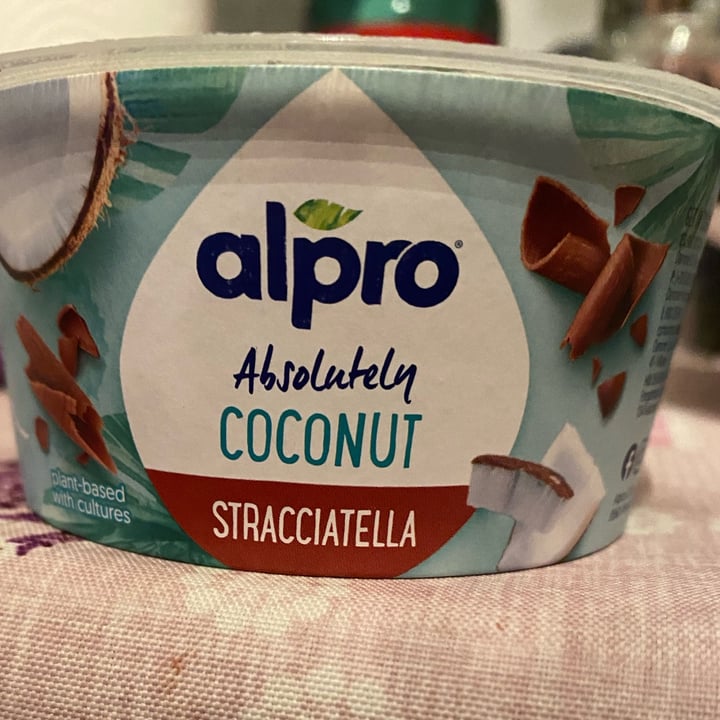 alpro®
Absolutely
COCONUT
STRACCIATELLA
plant-based
with cultures